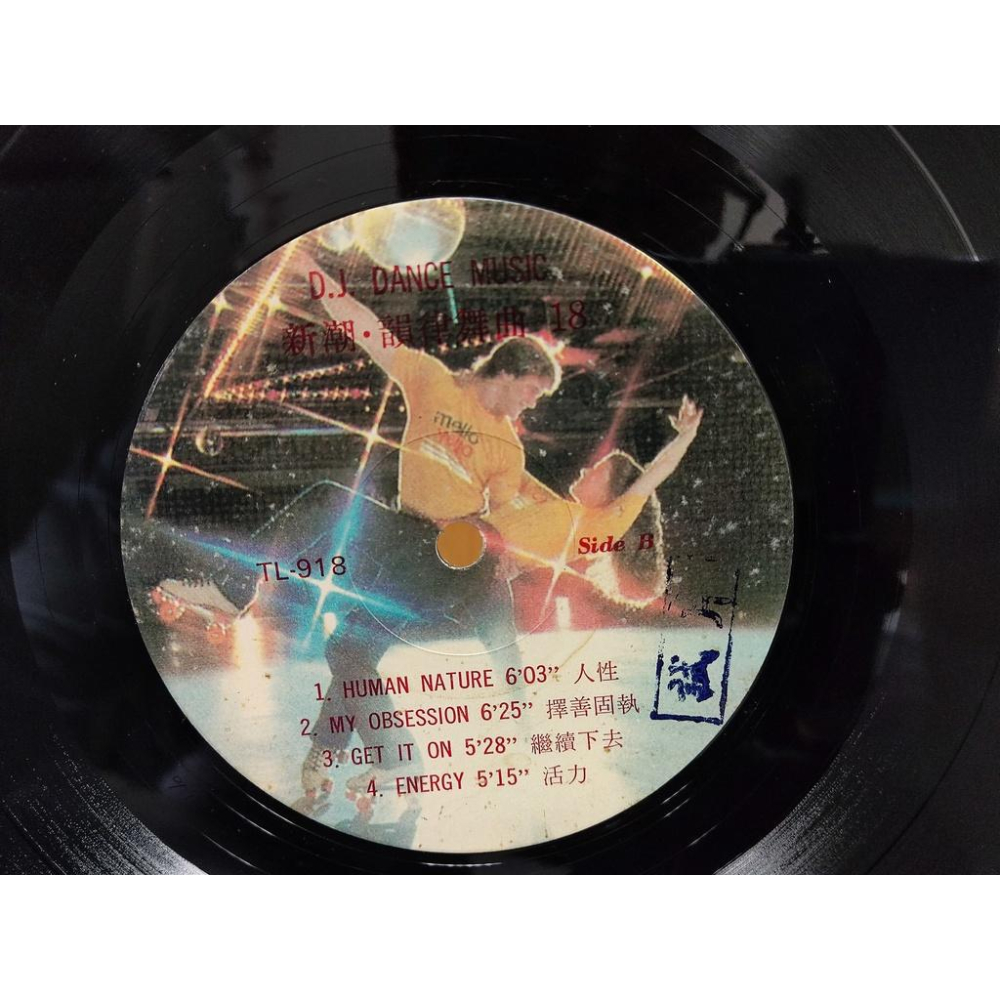 D.J. DANCE MUSIC
新潮·韻律舞曲 18
mello
TL-918
Side B
1. HUMAN NATURE 6'03" 人性
2. MY OBSESSION 6'25" 擇善固執
3. GET IT ON 5'28" 繼續下去
4. ENERGY 5'15" 活力